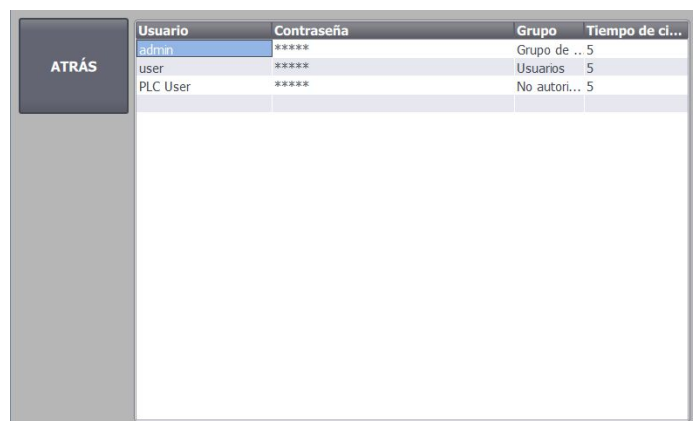 ATRÁS
Usuario Contraseña Grupo Tiempo de ci...
admin ***** Grupo de ... 5
user ***** Usuarios 5
PLC User ***** No autori... 5